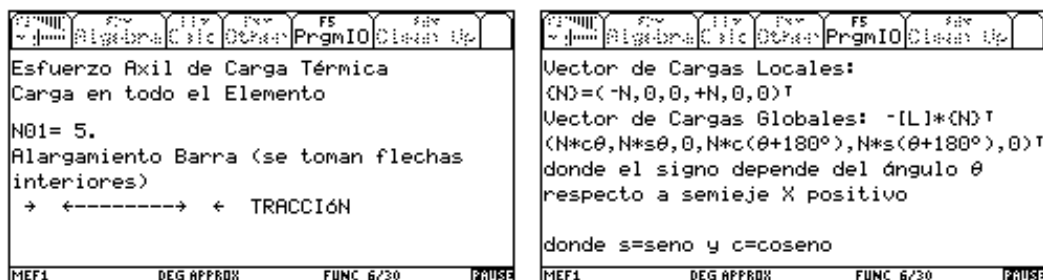 Algebra Calc Other PrgmIO Clean Up
F5
Esfuerzo Axil de Carga Térmica
Carga en todo el Elemento
N01= 5.
Alargamiento Barra (se toman flechas
interiores)
→ ←---------→ ← TRACCIóN
MEF1 DEG APPROX FUNC 6/30 PAUSE
F5
Algebra Calc Other PrgmIO Clean Up
Vector de Cargas Locales:
{N}=(-N,0,0,+N,0,0)ᵀ
Vector de Cargas Globales: -[L]*{N}ᵀ
(N*cθ,N*sθ,0,N*c(θ+180º),N*s(θ+180º),0)ᵀ
donde el signo depende del ángulo θ
respecto a semieje X positivo
donde s=seno y c=coseno
MEF1 DEG APPROX FUNC 6/30 PAUSE